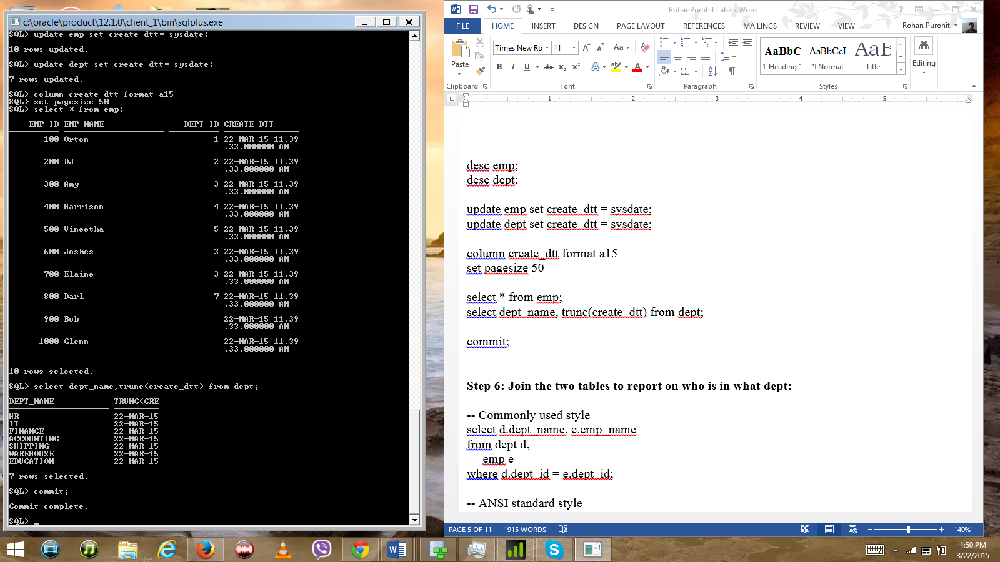 c:\oracle\product\12.1.0\client_1\bin\sqlplus.exe
SQL> update emp set create_dtt= sysdate;
10 rows updated.
SQL> update dept set create_dtt= sysdate;
7 rows updated.
SQL> column create_dtt format a15
SQL> set pagesize 50
SQL> select * from emp;
EMP_ID EMP_NAME DEPT_ID CREATE_DTT
---------- -------------------- ---------- ---------------
100 Orton 1 22-MAR-15 11.39
.33.000000 AM
200 DJ 2 22-MAR-15 11.39
.33.000000 AM
300 Amy 3 22-MAR-15 11.39
.33.000000 AM
400 Harrison 4 22-MAR-15 11.39
.33.000000 AM
500 Vineetha 5 22-MAR-15 11.39
.33.000000 AM
600 Joshes 3 22-MAR-15 11.39
.33.000000 AM
700 Elaine 3 22-MAR-15 11.39
.33.000000 AM
800 Darl 7 22-MAR-15 11.39
.33.000000 AM
900 Bob 22-MAR-15 11.39
.33.000000 AM
1000 Glenn 22-MAR-15 11.39
.33.000000 AM
10 rows selected.
SQL> select dept_name,trunc(create_dtt) from dept;
DEPT_NAME TRUNC(CRE
-------------------- ---------
HR 22-MAR-15
IT 22-MAR-15
FINANCE 22-MAR-15
ACCOUNTING 22-MAR-15
SHIPPING 22-MAR-15
WAREHOUSE 22-MAR-15
EDUCATION 22-MAR-15
7 rows selected.
SQL> commit;
Commit complete.
SQL> _
RohanPurohit Lab2 - Word
FILE HOME INSERT DESIGN PAGE LAYOUT REFERENCES MAILINGS REVIEW VIEW Rohan Purohit
Times New Ro 11
Paste
Clipboard Font Paragraph Styles
AaBbC AaBbCcI AaB
¶ Heading 1 ¶ Normal Title
Editing
1 2 3 4 5
desc emp;
desc dept;
update emp set create_dtt = sysdate;
update dept set create_dtt = sysdate;
column create_dtt format a15
set pagesize 50
select * from emp;
select dept_name, trunc(create_dtt) from dept;
commit;
Step 6: Join the two tables to report on who is in what dept:
-- Commonly used style
select d.dept_name, e.emp_name
from dept d,
emp e
where d.dept_id = e.dept_id;
-- ANSI standard style
PAGE 5 OF 11 1915 WORDS 140%
1:50 PM
3/22/2015